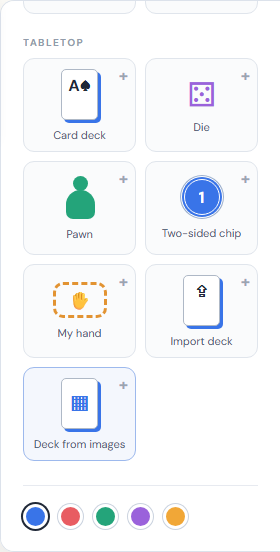 TABLETOP
A♠
Card deck
Die
Pawn
1
Two-sided chip
My hand
Import deck
Deck from images